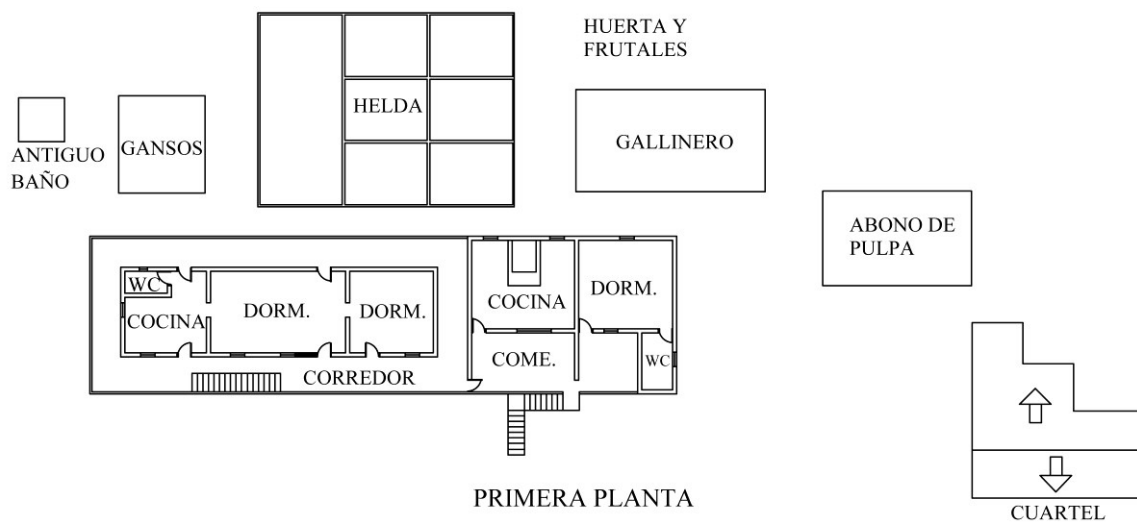 HUERTA Y
FRUTALES
HELDA
GALLINERO
GANSOS
ANTIGUO
BAÑO
ABONO DE
PULPA
WC
COCINA
DORM.
DORM.
COCINA
DORM.
COME.
WC
CORREDOR
PRIMERA PLANTA
CUARTEL